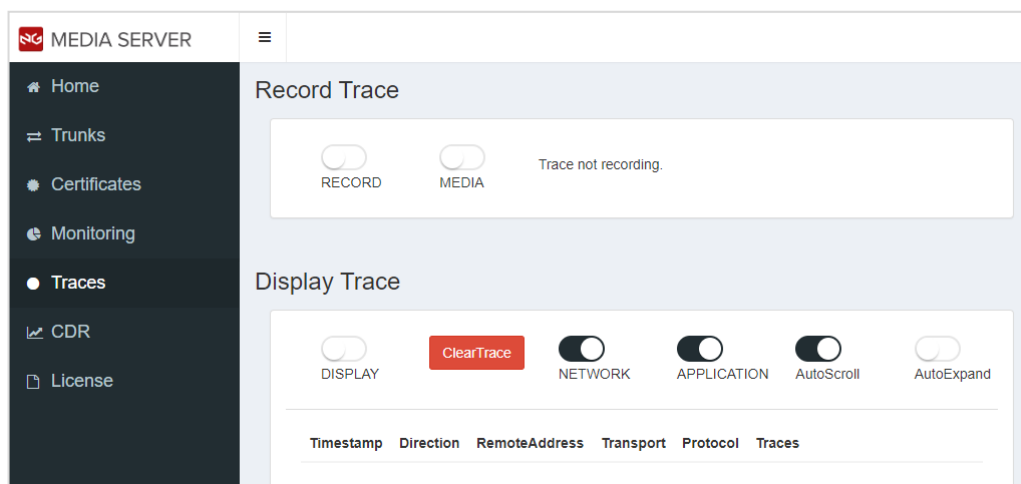 NG MEDIA SERVER
Home
Trunks
Certificates
Monitoring
Traces
CDR
License
Record Trace
RECORD
MEDIA
Trace not recording.
Display Trace
DISPLAY
ClearTrace
NETWORK
APPLICATION
AutoScroll
AutoExpand
Timestamp Direction RemoteAddress Transport Protocol Traces